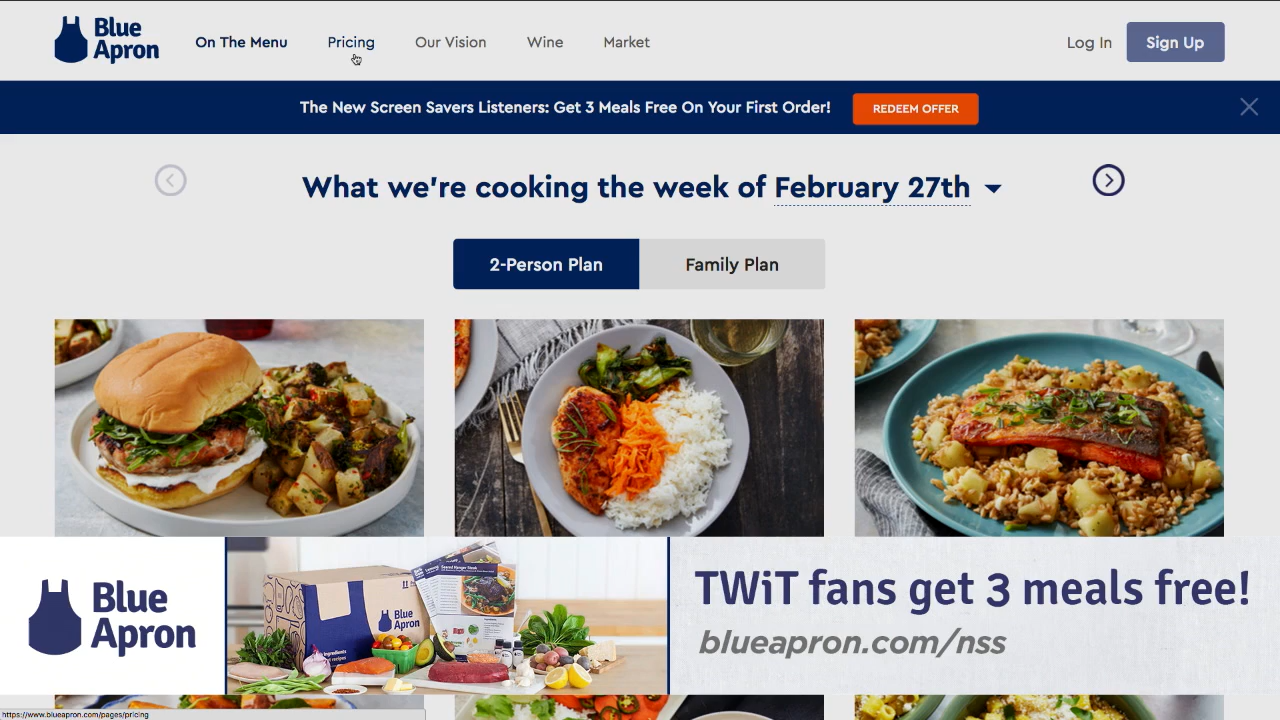 Blue
Apron
On The Menu
Pricing
Our Vision
Wine
Market
Log In
Sign Up
The New Screen Savers Listeners: Get 3 Meals Free On Your First Order!
REDEEM OFFER
What we're cooking the week of February 27th
2-Person Plan
Family Plan
Blue
Apron
Blue
Apron
TWiT fans get 3 meals free!
blueapron.com/nss
https://www.blueapron.com/pages/pricing